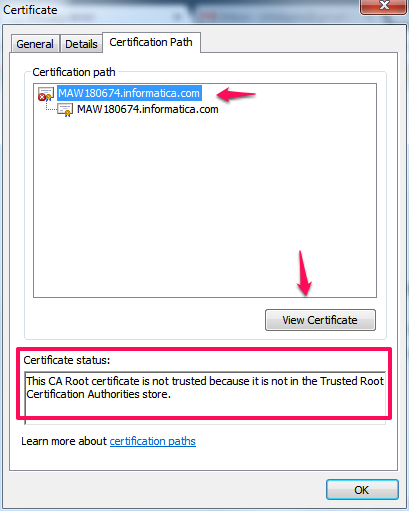 Certificate
General Details Certification Path
Certification path
MAW180674.informatica.com
MAW180674.informatica.com
View Certificate
Certificate status:
This CA Root certificate is not trusted because it is not in the Trusted Root
Certification Authorities store.
Learn more about certification paths
OK